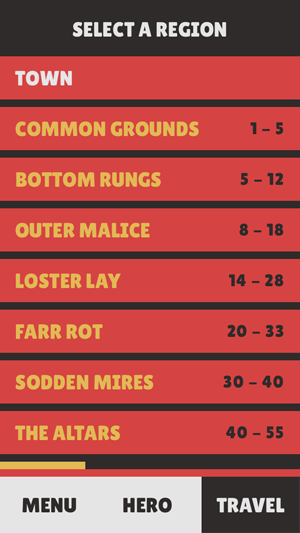 SELECT A REGION
TOWN
COMMON GROUNDS 1 – 5
BOTTOM RUNGS 5 – 12
OUTER MALICE 8 – 18
LOSTER LAY 14 – 28
FARR ROT 20 – 33
SODDEN MIRES 30 – 40
THE ALTARS 40 – 55
MENU HERO TRAVEL